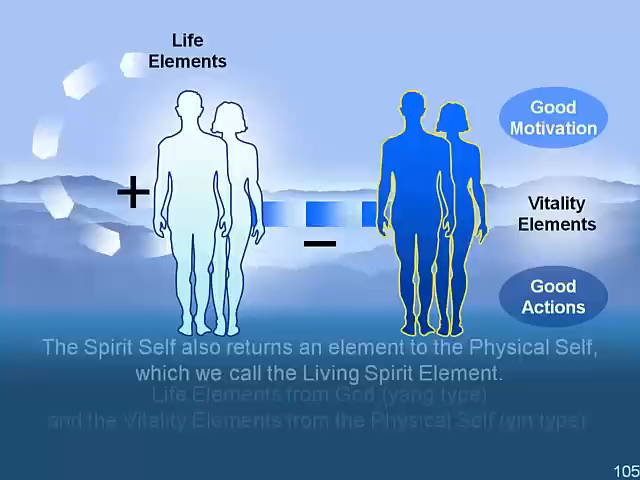 Life
Elements
Good
Motivation
+
Vitality
Elements
–
Good
Actions
The Spirit Self also returns an element to the Physical Self,
which we call the Living Spirit Element.
Life Elements from God (yang type)
and the Vitality Elements from the Physical Self (yin type)
105